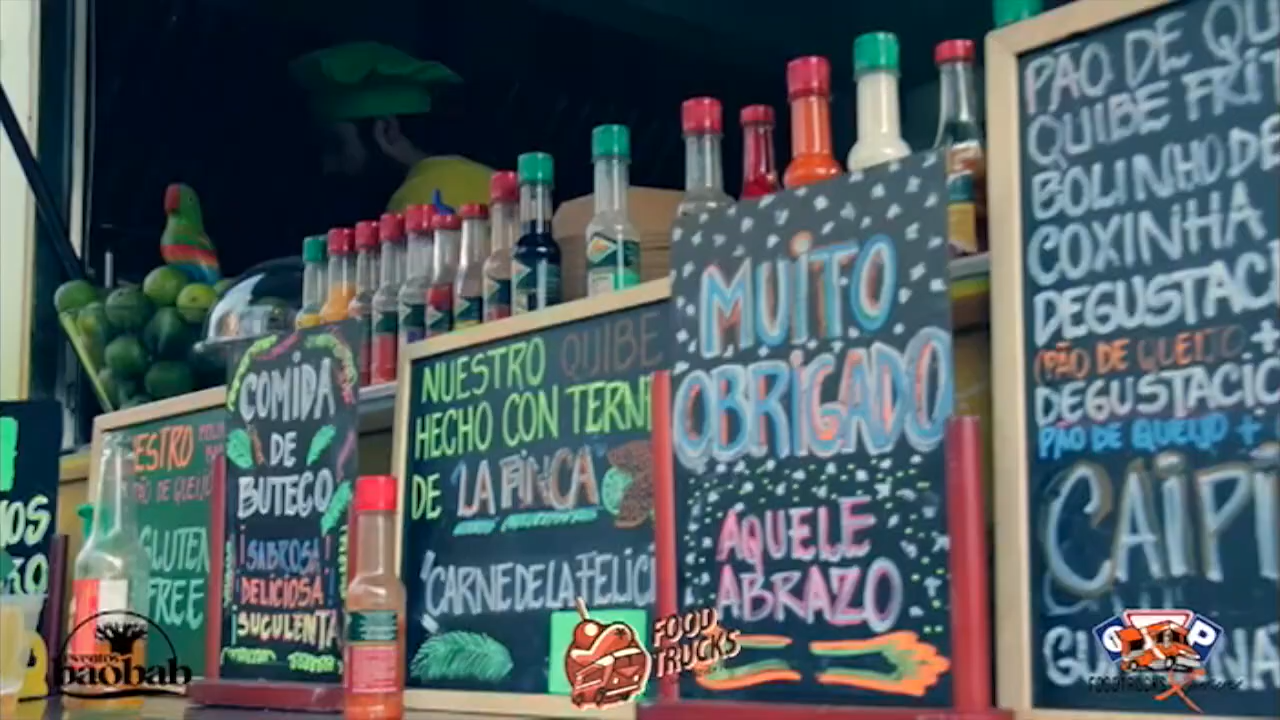 COMIDA
DE
BUTECO
¡SABROSA!
DELICIOSA
¡SUCULENTA
GLUTEN
FREE
NUESTRO QUIBE
HECHO CON TERN
DE LA FINCA
"CARNE DE LA FELICI
MUITO
OBRIGADO
AQUELE
ABRAZO
PÃO DE QU
QUIBE FRIT
BOLINHO DE
COXINHA
DEGUSTACI
(PÃO DE QUEIJO +
DEGUSTACIO
PÃO DE QUEIJO +
CAIPI
eventos
baobab
FOOD
TRUCKS